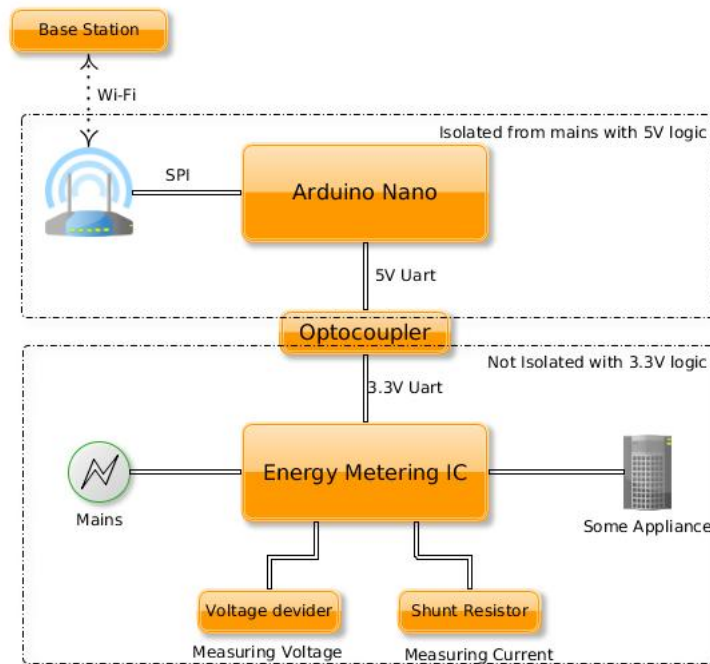 Base Station
Wi-Fi
Isolated from mains with 5V logic
SPI
Arduino Nano
5V Uart
Optocoupler
Not Isolated with 3.3V logic
3.3V Uart
Energy Metering IC
Mains
Some Appliance
Voltage devider
Shunt Resistor
Measuring Voltage
Measuring Current